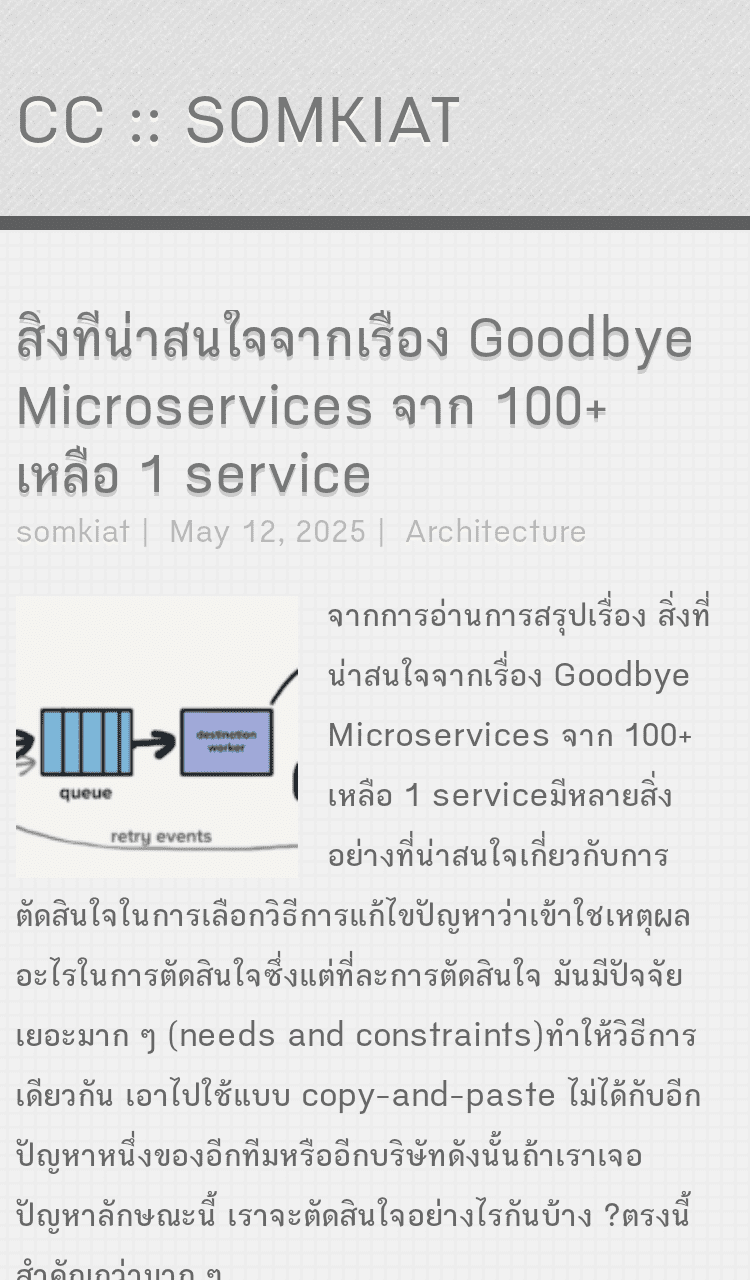 CC :: SOMKIAT
สิ่งที่น่าสนใจจากเรื่อง Goodbye
Microservices จาก 100+
เหลือ 1 service
somkiat | May 12, 2025 | Architecture
destination
worker
queue
retry events
จากการอ่านการสรุปเรื่อง สิ่งที่
น่าสนใจจากเรื่อง Goodbye
Microservices จาก 100+
เหลือ 1 serviceมีหลายสิ่ง
อย่างที่น่าสนใจเกี่ยวกับการ
ตัดสินใจในการเลือกวิธีการแก้ไขปัญหาว่าเข้าใชเหตุผล
อะไรในการตัดสินใจซึ่งแต่ที่ละการตัดสินใจ มันมีปัจจัย
เยอะมาก ๆ (needs and constraints)ทำให้วิธีการ
เดียวกัน เอาไปใช้แบบ copy-and-paste ไม่ได้กับอีก
ปัญหาหนึ่งของอีกทีมหรืออีกบริษัทดังนั้นถ้าเราเจอ
ปัญหาลักษณะนี้ เราจะตัดสินใจอย่างไรกันบ้าง ?ตรงนี้
สำคัญกว่ามาก ๆ